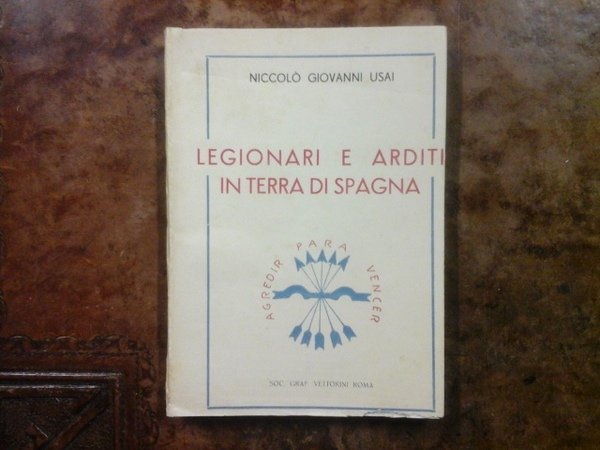 NICCOLÒ GIOVANNI USAI
LEGIONARI E ARDITI
IN TERRA DI SPAGNA
AGREDIR PARA VENCER
SOC. GRAF. VETTORINI ROMA